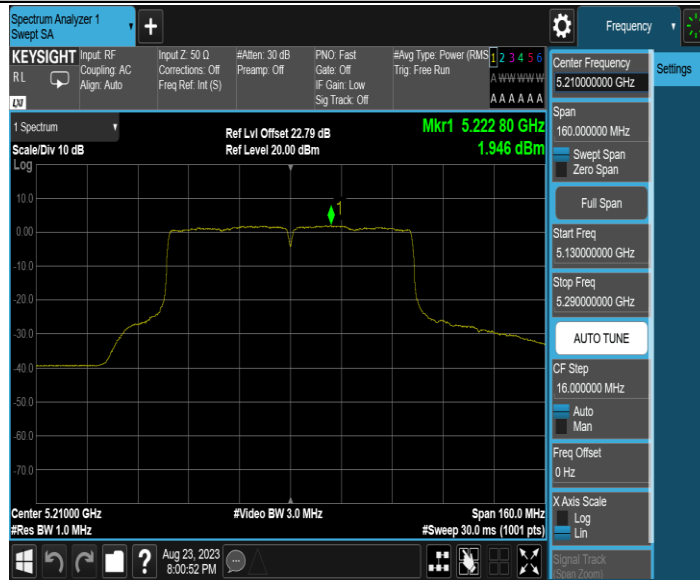 Spectrum Analyzer 1
Swept SA
+
Frequency
KEYSIGHT
RL
LXI
Input: RF
Coupling: AC
Align: Auto
Input Z: 50 Ω
Corrections: Off
Freq Ref: Int (S)
#Atten: 30 dB
Preamp: Off
PNO: Fast
Gate: Off
IF Gain: Low
Sig Track: Off
#Avg Type: Power (RMS
Trig: Free Run
1 2 3 4 5 6
A W W W W W
A A A A A A
Center Frequency
5.210000000 GHz
Settings
Span
160.000000 MHz
Swept Span
Zero Span
Full Span
Start Freq
5.130000000 GHz
Stop Freq
5.290000000 GHz
AUTO TUNE
CF Step
16.000000 MHz
Auto
Man
Freq Offset
0 Hz
X Axis Scale
Log
Lin
Signal Track
(Span Zoom)
1 Spectrum
Scale/Div 10 dB
Log
Ref Lvl Offset 22.79 dB
Ref Level 20.00 dBm
Mkr1 5.222 80 GHz
1.946 dBm
1
10.0
0.00
-10.0
-20.0
-30.0
-40.0
-50.0
-60.0
-70.0
Center 5.21000 GHz
#Res BW 1.0 MHz
#Video BW 3.0 MHz
Span 160.0 MHz
#Sweep 30.0 ms (1001 pts)
?
Aug 23, 2023
8:00:52 PM